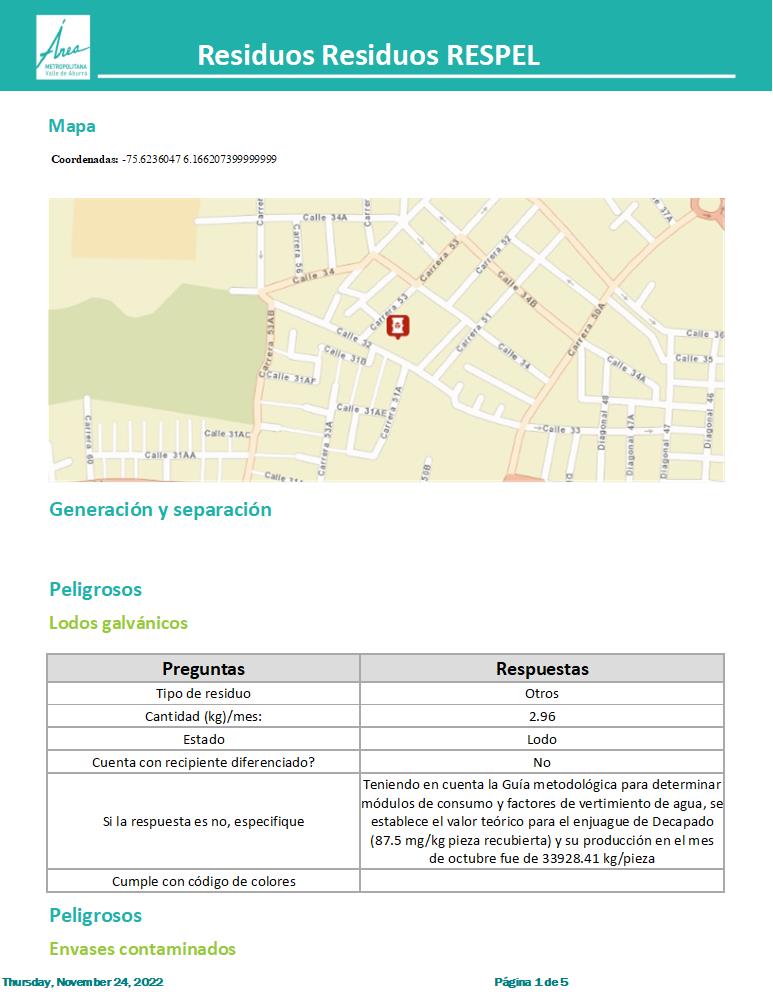 Área
METROPOLITANA
Valle de Aburrá
Residuos Residuos RESPEL
Mapa
Coordenadas: -75.6236047 6.166207399999999
Carrer
Calle 34A
Carrer
Carrera 56
Calle 34
Carrera 53
Carrera 52
Calle 34B
Calle 37A
Carrera 50A
Carrera 53
Calle 32
Carrera 51
Calle 34
Carrera 53AB
Calle 31B
Calle 31AF
Calle 36
Calle 35
Calle 34A
Carrera 51A
Calle 31AE
Carrera 60
Calle 31AC
Carrera 53A
Calle 33
Diagonal 48
Diagonal 47A
Diagonal 47
Diagonal 46
Calle 31AA
Calle 31
50B
Generación y separación
Peligrosos
Lodos galvánicos
Preguntas Respuestas
Tipo de residuo Otros
Cantidad (kg)/mes: 2.96
Estado Lodo
Cuenta con recipiente diferenciado? No
Si la respuesta es no, especifique
Teniendo en cuenta la Guía metodológica para determinar
módulos de consumo y factores de vertimiento de agua, se
establece el valor teórico para el enjuague de Decapado
(87.5 mg/kg pieza recubierta) y su producción en el mes
de octubre fue de 33928.41 kg/pieza
Cumple con código de colores
Peligrosos
Envases contaminados
Thursday, November 24, 2022 Página 1 de 5